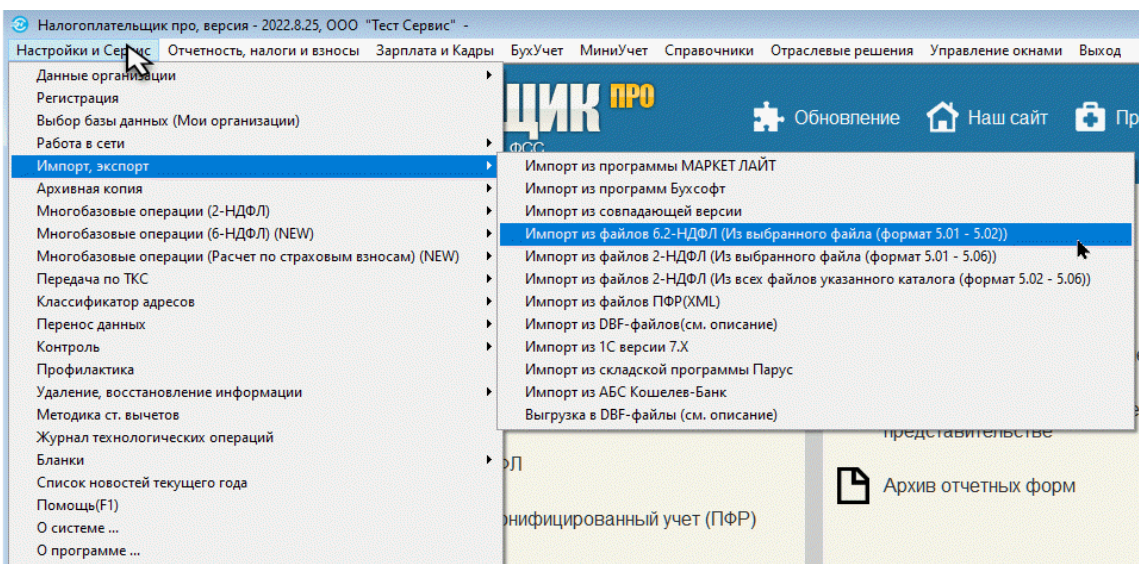 Налогоплательщик про, версия - 2022.8.25, ООО "Тест Сервис" -
Настройки и Сервис Отчетность, налоги и взносы Зарплата и Кадры БухУчет МиниУчет Справочники Отраслевые решения Управление окнами Выход
Данные организации
Регистрация
Выбор базы данных (Мои организации)
Работа в сети
Импорт, экспорт
Архивная копия
Многобазовые операции (2-НДФЛ)
Многобазовые операции (6-НДФЛ) (NEW)
Многобазовые операции (Расчет по страховым взносам) (NEW)
Передача по ТКС
Классификатор адресов
Перенос данных
Контроль
Профилактика
Удаление, восстановление информации
Методика ст. вычетов
Журнал технологических операций
Бланки
Список новостей текущего года
Помощь(F1)
О системе ...
О программе ...
ЩИК ПРО
ФСС
Обновление Наш сайт Пр
Импорт из программы МАРКЕТ ЛАЙТ
Импорт из программ Бухсофт
Импорт из совпадающей версии
Импорт из файлов 6.2-НДФЛ (Из выбранного файла (формат 5.01 - 5.02))
Импорт из файлов 2-НДФЛ (Из выбранного файла (формат 5.01 - 5.06))
Импорт из файлов 2-НДФЛ (Из всех файлов указанного каталога (формат 5.02 - 5.06))
Импорт из файлов ПФР(XML)
Импорт из DBF-файлов(см. описание)
Импорт из 1С версии 7.X
Импорт из складской программы Парус
Импорт из АБС Кошелев-Банк
Выгрузка в DBF-файлы (см. описание)
представительстве
ФЛ
Архив отчетных форм
онифицированный учет (ПФР)